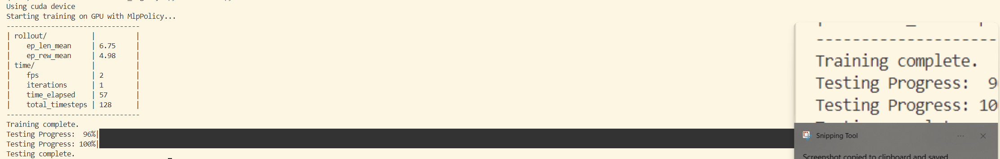 Using cuda device
Starting training on GPU with MlpPolicy...
---------------------------------
| rollout/           |          |
|    ep_len_mean     | 6.75     |
|    ep_rew_mean     | 4.98     |
| time/              |          |
|    fps             | 2        |
|    iterations      | 1        |
|    time_elapsed    | 57       |
|    total_timesteps | 128      |
---------------------------------
Training complete.
Testing Progress:  96%|
Testing Progress: 100%|
Testing complete.
Training complete.
Testing Progress:  9
Testing Progress: 10
Snipping Tool
Screenshot copied to clipboard and saved